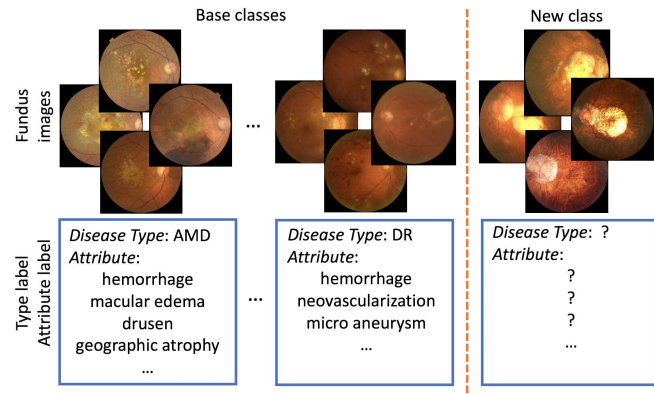 Base classes
New class
Fundus
images
...
Type label
Attribute label
Disease Type: AMD
Attribute:
hemorrhage
macular edema
drusen
geographic atrophy
...
...
Disease Type: DR
Attribute:
hemorrhage
neovascularization
micro aneurysm
...
Disease Type: ?
Attribute:
?
?
?
...